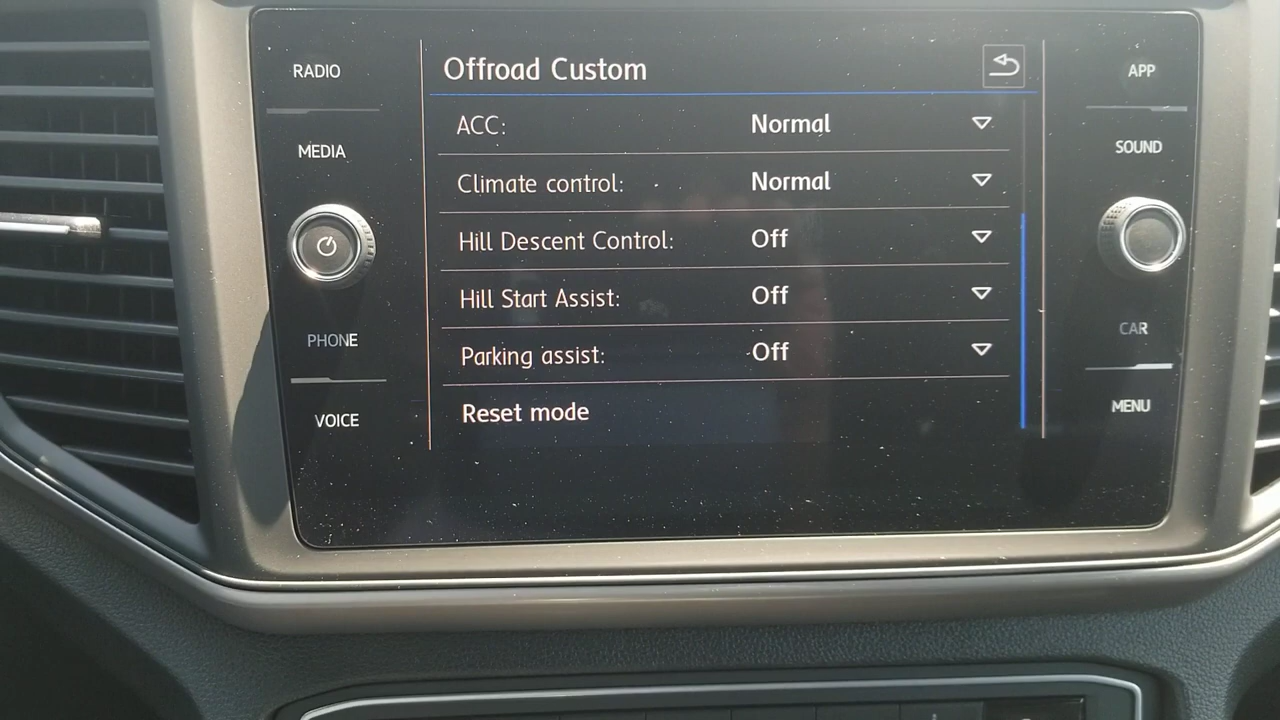 RADIO
MEDIA
PHONE
VOICE
Offroad Custom
ACC: Normal
Climate control: Normal
Hill Descent Control: Off
Hill Start Assist: Off
Parking assist: Off
Reset mode
APP
SOUND
CAR
MENU